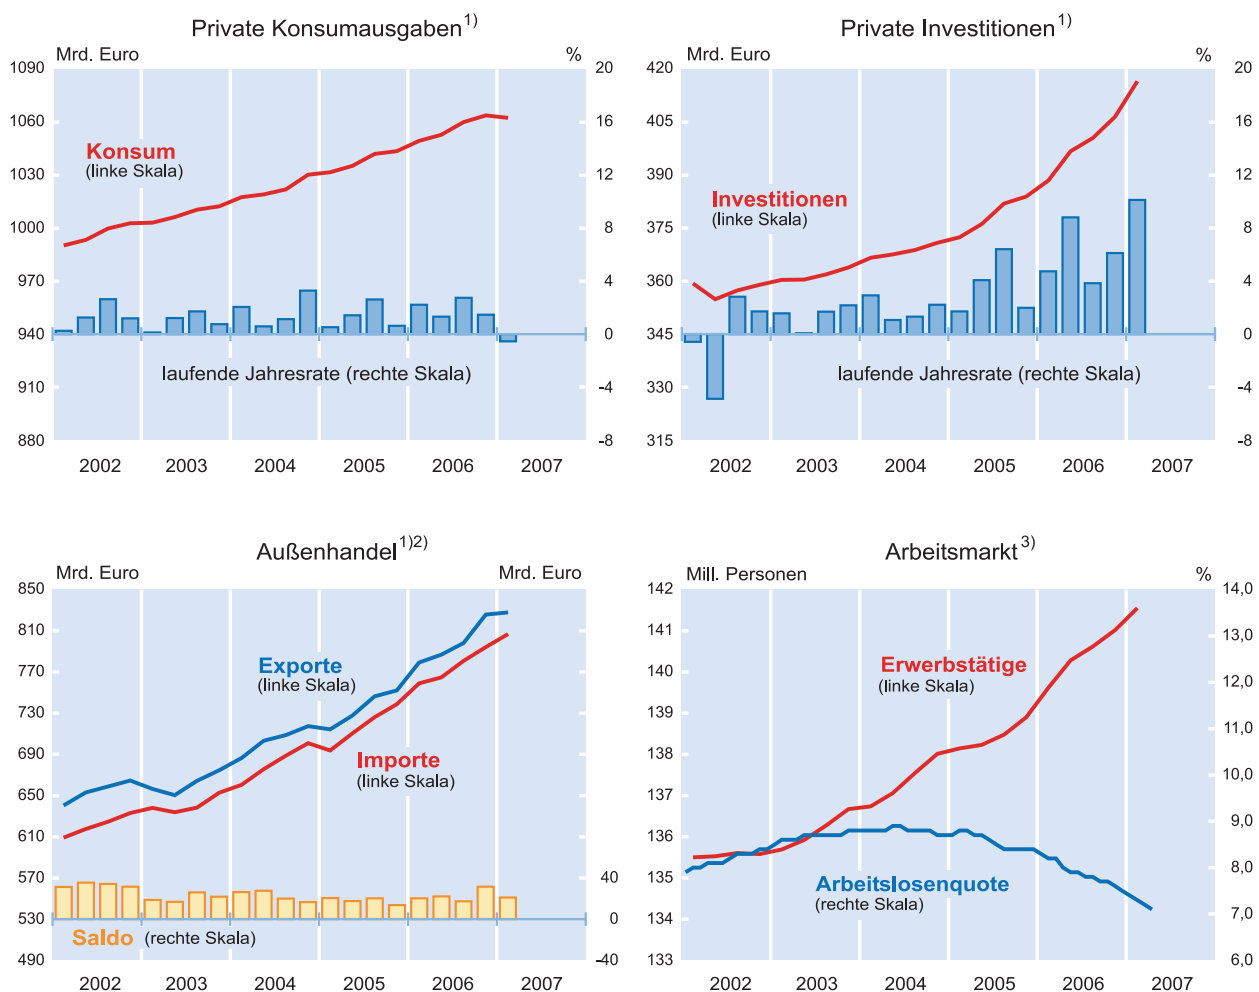 Private Konsumausgaben1)
Mrd. Euro %
1090 20
1060 16
Konsum
(linke Skala)
1030 12
1000 8
970 4
940 0
laufende Jahresrate (rechte Skala)
910 -4
880 -8
2002 2003 2004 2005 2006 2007
Private Investitionen1)
Mrd. Euro %
420 20
405 16
390 12
Investitionen
(linke Skala)
375 8
360 4
345 0
laufende Jahresrate (rechte Skala)
330 -4
315 -8
2002 2003 2004 2005 2006 2007
Außenhandel1)2)
Mrd. Euro Mrd. Euro
850
810
Exporte
(linke Skala)
770
730
690
Importe
(linke Skala)
650
610
570 40
530 0
Saldo (rechte Skala)
490 -40
2002 2003 2004 2005 2006 2007
Arbeitsmarkt3)
Mill. Personen %
142 14,0
141 13,0
Erwerbstätige
(linke Skala)
140 12,0
139 11,0
138 10,0
137 9,0
136 8,0
Arbeitslosenquote
(rechte Skala)
135 7,0
134
133 6,0
2002 2003 2004 2005 2006 2007